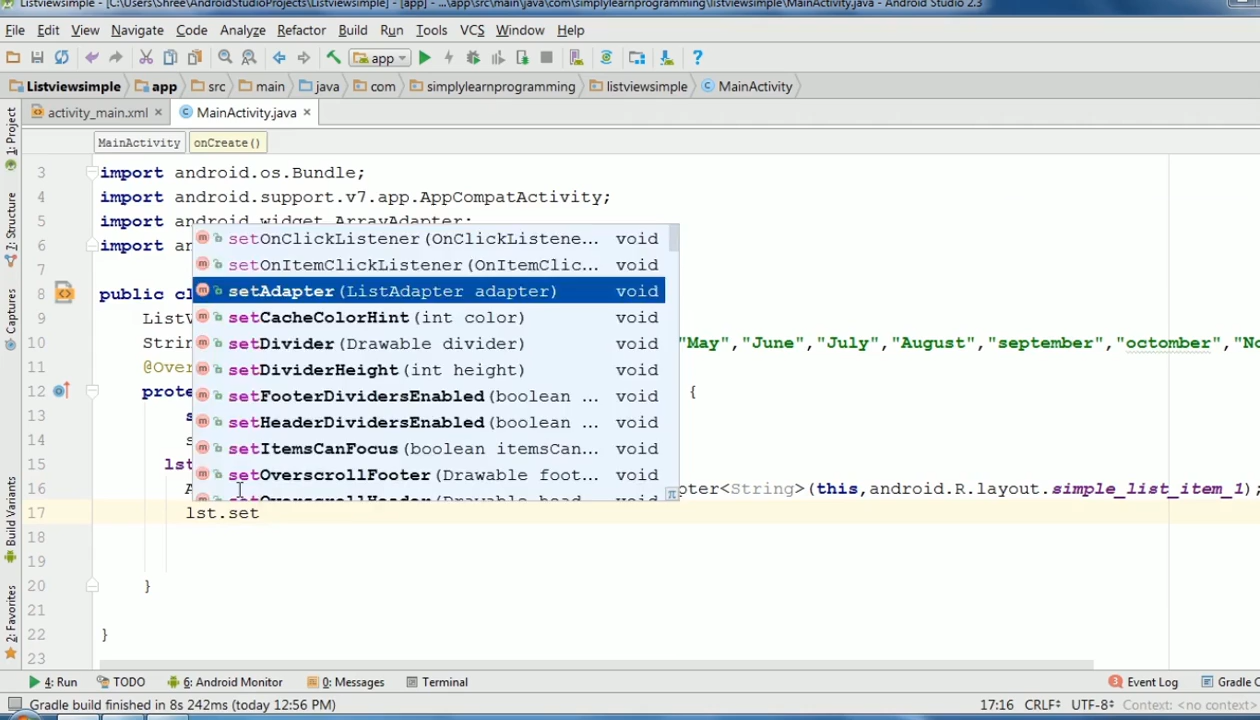 Listviewsimple - [C:\Users\Shree\AndroidStudioProjects\Listviewsimple] - [app] - ...\app\src\main\java\com\simplylearnprogramming\listviewsimple\MainActivity.java - Android Studio 2.3
File Edit View Navigate Code Analyze Refactor Build Run Tools VCS Window Help
app
Listviewsimple app src main java com simplylearnprogramming listviewsimple MainActivity
activity_main.xml MainActivity.java
MainActivity onCreate()
1: Project
7: Structure
Captures
Build Variants
2: Favorites
3 import android.os.Bundle;
4 import android.support.v7.app.AppCompatActivity;
5 import android.widget.ArrayAdapter;
6 import an
7
8 public cl
9 ListV
10 Strin "May","June","July","August","september","octomber","No
11 @Over
12 prote {
13 s
14 s
15 lst
16 A pter<String>(this,android.R.layout.simple_list_item_1);
17 lst.set
18
19
20 }
21
22 }
23
setOnClickListener(OnClickListene... void
setOnItemClickListener(OnItemClic... void
setAdapter(ListAdapter adapter) void
setCacheColorHint(int color) void
setDivider(Drawable divider) void
setDividerHeight(int height) void
setFooterDividersEnabled(boolean ... void
setHeaderDividersEnabled(boolean ... void
setItemsCanFocus(boolean itemsCan... void
setOverscrollFooter(Drawable foot... void
setOverscrollHeader(Drawable head... void
π
4: Run TODO 6: Android Monitor 0: Messages Terminal 3 Event Log Gradle C
Gradle build finished in 8s 242ms (today 12:56 PM) 17:16 CRLF UTF-8 Context: <no context>